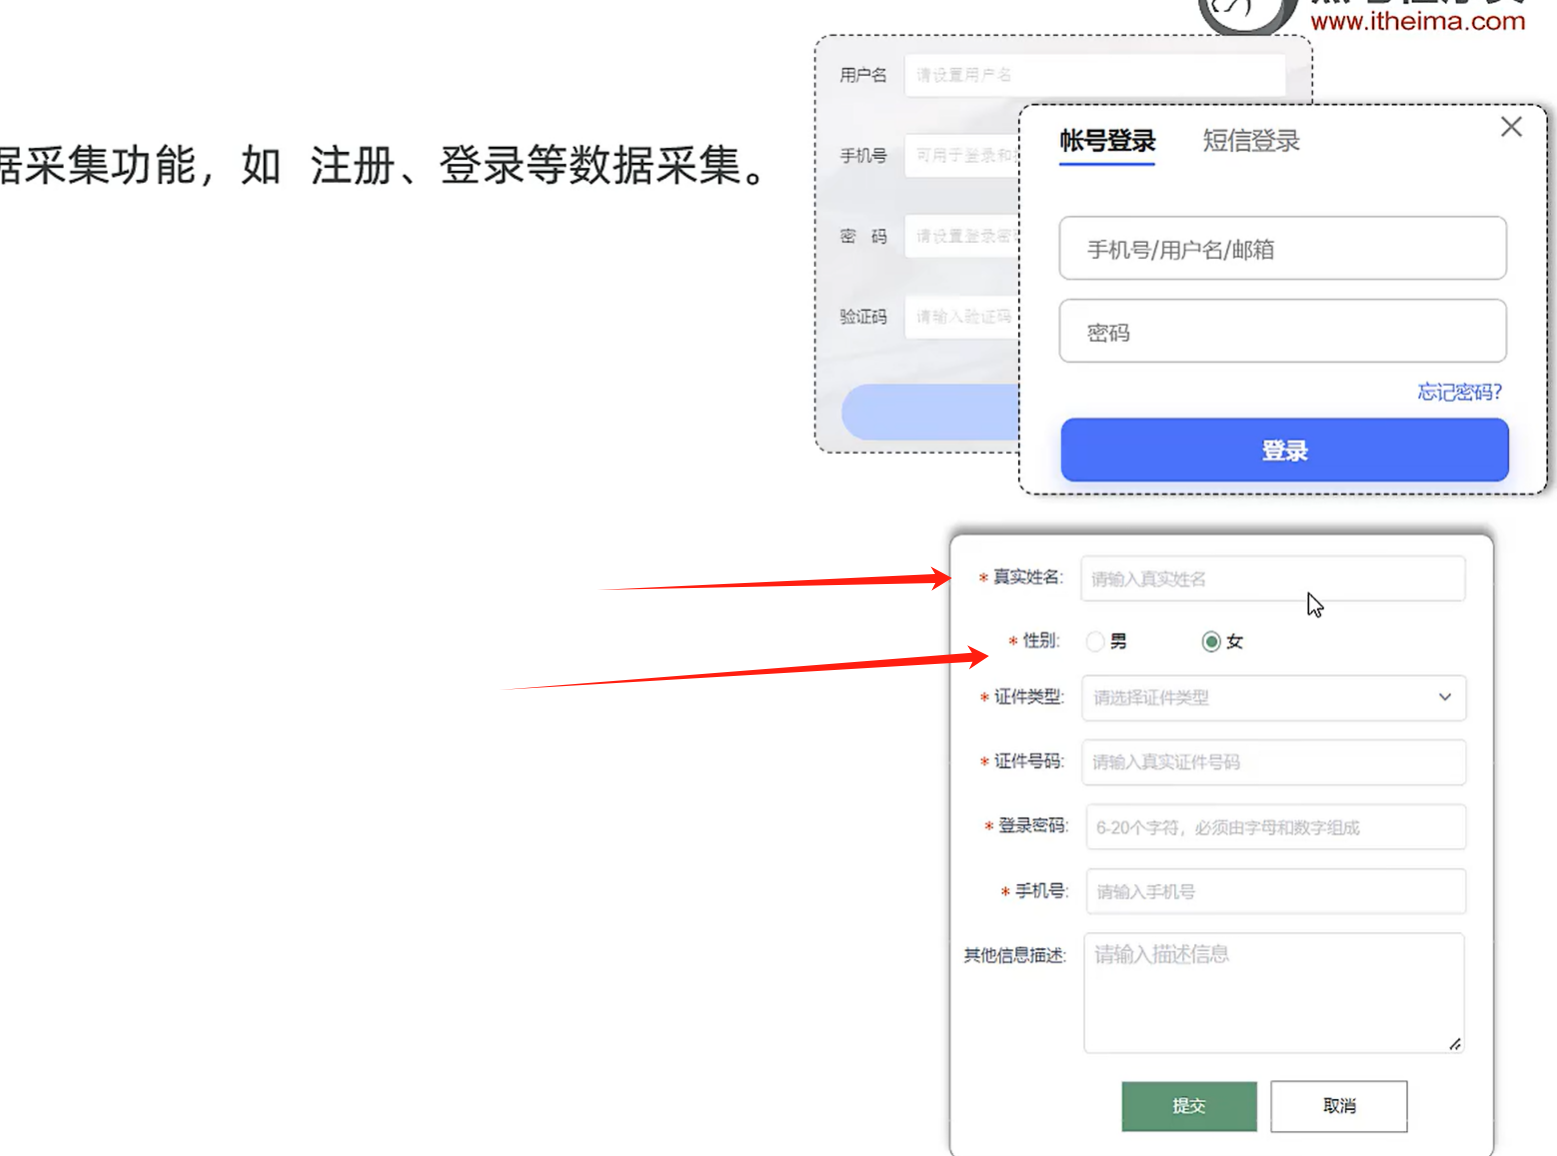 www.itheima.com
据采集功能，如 注册、登录等数据采集。
用户名 请设置用户名
手机号 可用于登录和
密 码 请设置登录密
验证码 请输入验证码
帐号登录 短信登录
手机号/用户名/邮箱
密码
忘记密码?
登录
* 真实姓名: 请输入真实姓名
* 性别: 男 女
* 证件类型: 请选择证件类型
* 证件号码: 请输入真实证件号码
* 登录密码: 6-20个字符，必须由字母和数字组成
* 手机号: 请输入手机号
其他信息描述: 请输入描述信息
提交 取消